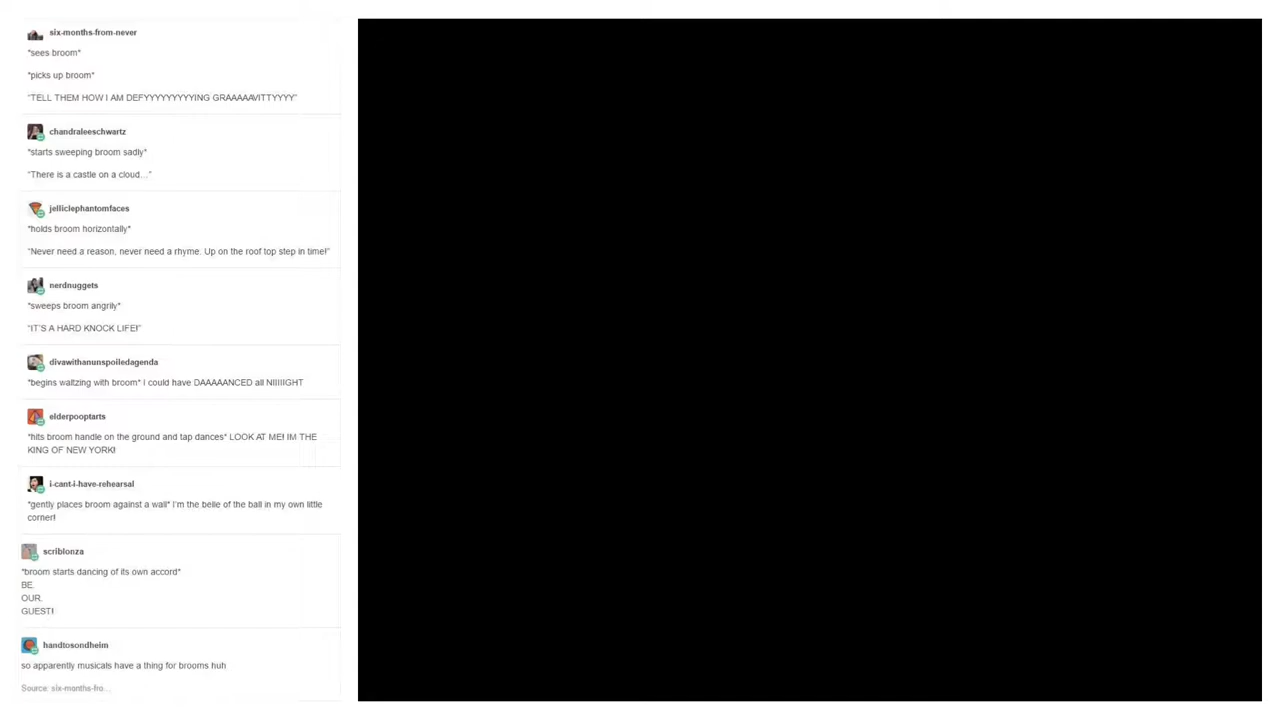 six-months-from-never
*sees broom*
*picks up broom*
"TELL THEM HOW I AM DEFYYYYYYYYYING GRAAAAAVITTYYYY"
chandraleeschwartz
*starts sweeping broom sadly*
"There is a castle on a cloud..."
jelliclephantomfaces
*holds broom horizontally*
"Never need a reason, never need a rhyme. Up on the roof top step in time!"
nerdnuggets
*sweeps broom angrily*
"IT'S A HARD KNOCK LIFE!"
divawithanunspoiledagenda
*begins waltzing with broom* I could have DAAAAANCED all NIIIIIGHT
elderpooptarts
*hits broom handle on the ground and tap dances* LOOK AT ME! IM THE
KING OF NEW YORK!
i-cant-i-have-rehearsal
*gently places broom against a wall* I'm the belle of the ball in my own little
corner!
scriblonza
*broom starts dancing of its own accord*
BE.
OUR.
GUEST!
handtosondheim
so apparently musicals have a thing for brooms huh
Source: six-months-fro...